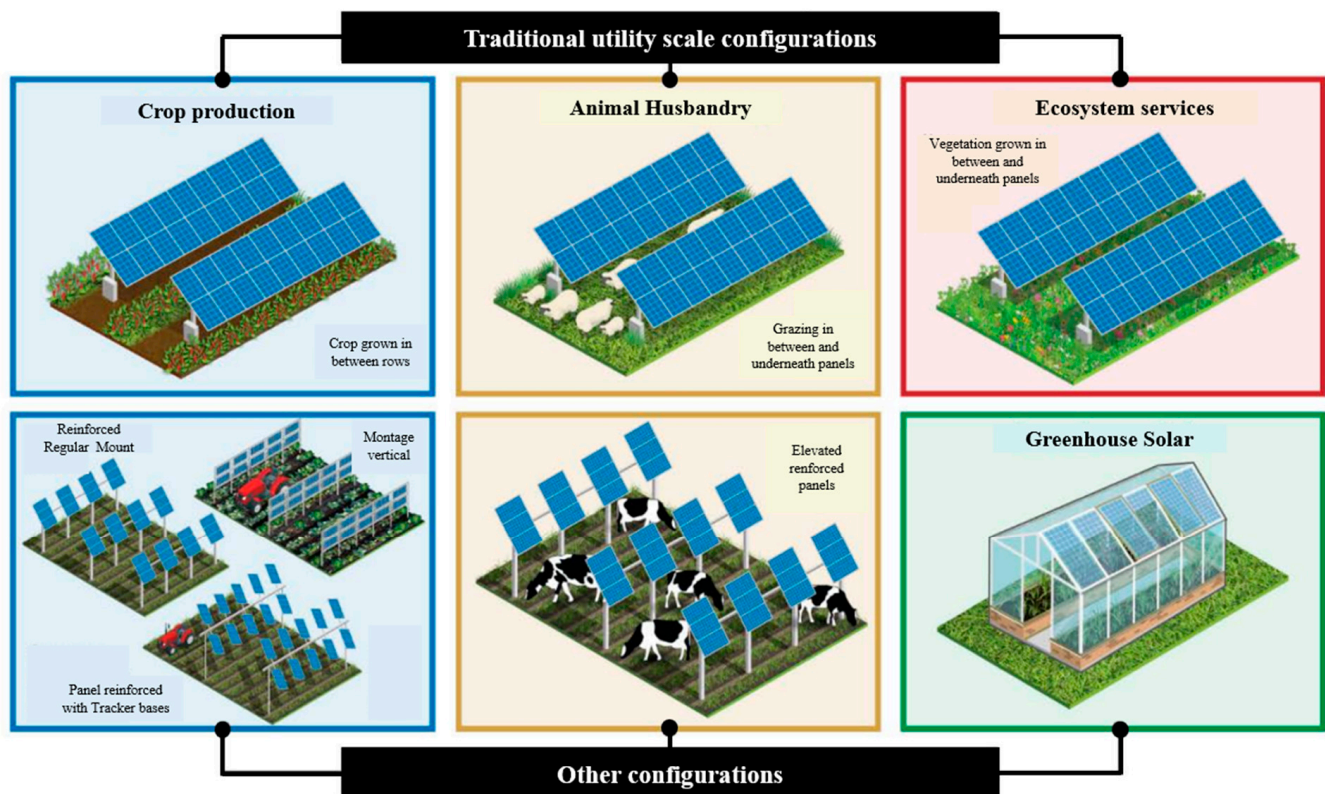 Traditional utility scale configurations
Crop production
Crop grown in
between rows
Animal Husbandry
Grazing in
between and
underneath panels
Ecosystem services
Vegetation grown in
between and
underneath panels
Reinforced
Regular Mount
Montage
vertical
Panel reinforced
with Tracker bases
Elevated
renforced
panels
Greenhouse Solar
Other configurations